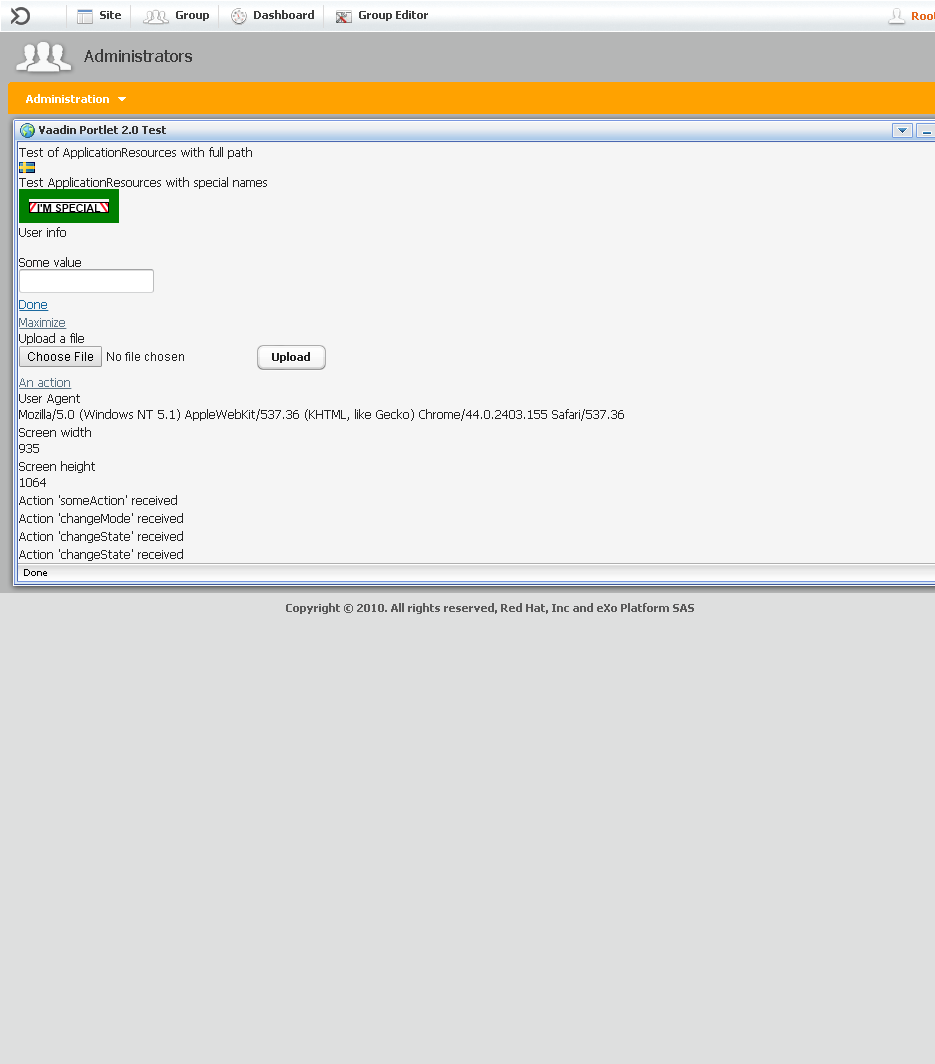 Site Group Dashboard Group Editor Root
Administrators
Administration
Vaadin Portlet 2.0 Test
Test of ApplicationResources with full path
Test ApplicationResources with special names
I'M SPECIAL
User info
Some value
Done
Maximize
Upload a file
Choose File No file chosen Upload
An action
User Agent
Mozilla/5.0 (Windows NT 5.1) AppleWebKit/537.36 (KHTML, like Gecko) Chrome/44.0.2403.155 Safari/537.36
Screen width
935
Screen height
1064
Action 'someAction' received
Action 'changeMode' received
Action 'changeState' received
Action 'changeState' received
Done
Copyright © 2010. All rights reserved, Red Hat, Inc and eXo Platform SAS